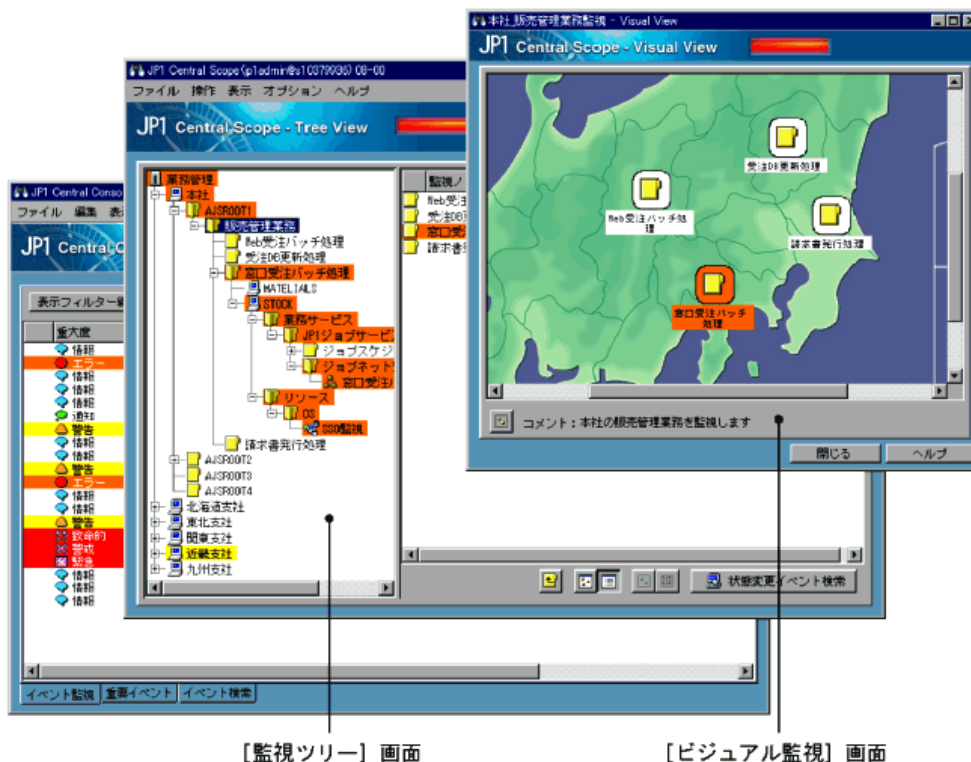 本社_販売管理業務監視 - Visual View
JP1 Central Scope - Visual View
受注DB更新処理
Web受注バッチ処
理
請求書発行処理
窓口受注バッチ
処理
コメント：本社の販売管理業務を監視します
閉じる
ヘルプ
JP1 Central Scope(jp1admin@s10379936) 08-00
ファイル 操作 表示 オプション ヘルプ
JP1 Central Scope - Tree View
業務管理
本社
AJSROOT1
販売管理業務
Web受注バッチ処理
受注DB更新処理
窓口受注バッチ処理
MATELIALS
STOCK
業務サービス
JP1ジョブサービ
ジョブスケジ
ジョブネット
窓口受注
リソース
OS
SSO監視
請求書発行処理
AJSROOT2
AJSROOT3
AJSROOT4
北海道支社
東北支社
関東支社
近畿支社
九州支社
監視ノ
Web受注
受注DB
窓口受
請求書
状態変更イベント検索
JP1 Central Conso
ファイル 編集 表
JP1 Central C
表示フィルター
重大度
情報
エラー
情報
情報
情報
通知
警告
情報
情報
警告
エラー
情報
情報
警告
致命的
警戒
緊急
情報
情報
情報
イベント監視 重要イベント イベント検索
［監視ツリー］画面
［ビジュアル監視］画面